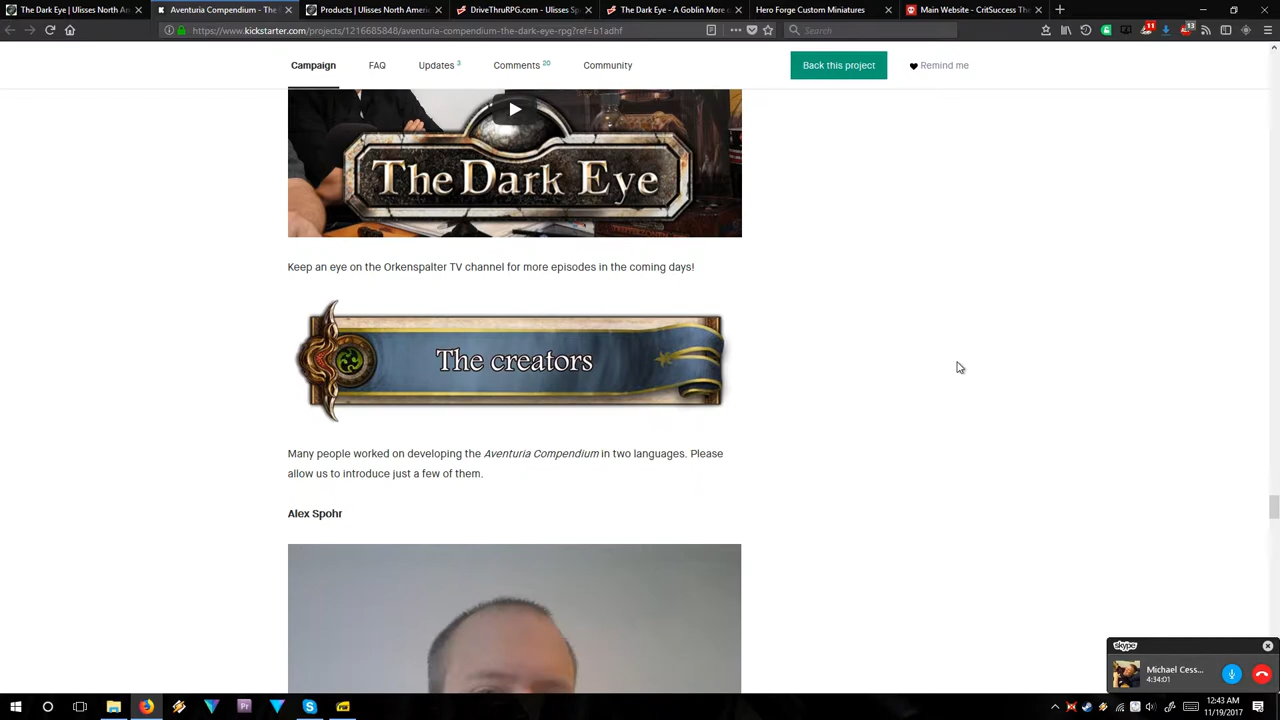 The Dark Eye | Ulisses North Am
Aventuria Compendium - The
Products | Ulisses North Ameri
DriveThruRPG.com - Ulisses Sp
The Dark Eye - A Goblin More o
Hero Forge Custom Miniatures
Main Website - CritSuccess The
https://www.kickstarter.com/projects/1216685848/aventuria-compendium-the-dark-eye-rpg?ref=b1adhf
Search
11
13
Campaign
FAQ
Updates 3
Comments 20
Community
Back this project
Remind me
The Dark Eye
Keep an eye on the Orkenspalter TV channel for more episodes in the coming days!
The creators
Many people worked on developing the Aventuria Compendium in two languages. Please
allow us to introduce just a few of them.
Alex Spohr
skype
Michael Cess...
4:34:01
Pr
12:43 AM
11/19/2017